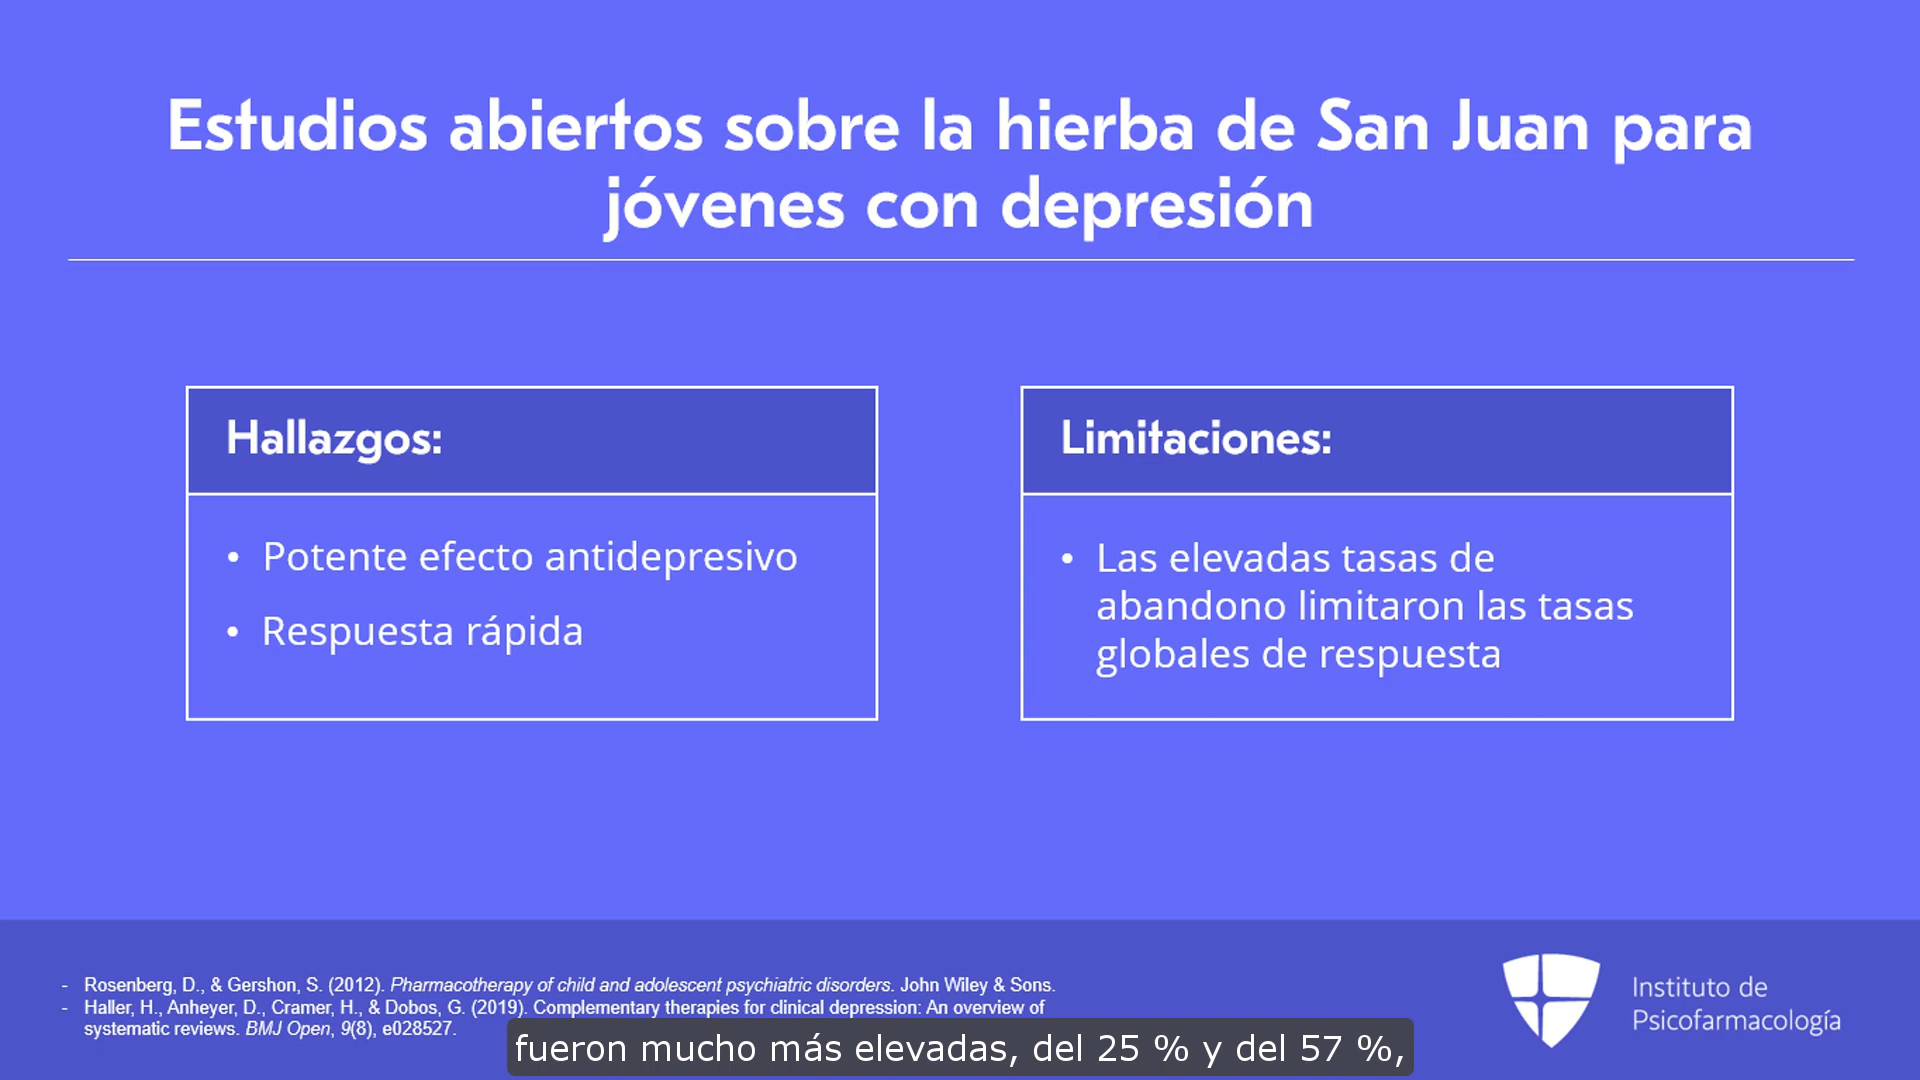 Estudios abiertos sobre la hierba de San Juan para
jóvenes con depresión
Hallazgos:
• Potente efecto antidepresivo
• Respuesta rápida
Limitaciones:
• Las elevadas tasas de
abandono limitaron las tasas
globales de respuesta
- Rosenberg, D., & Gershon, S. (2012). Pharmacotherapy of child and adolescent psychiatric disorders. John Wiley & Sons.
- Haller, H., Anheyer, D., Cramer, H., & Dobos, G. (2019). Complementary therapies for clinical depression: An overview of
systematic reviews. BMJ Open, 9(8), e028527.
Instituto de
Psicofarmacología
fueron mucho más elevadas, del 25 % y del 57 %,